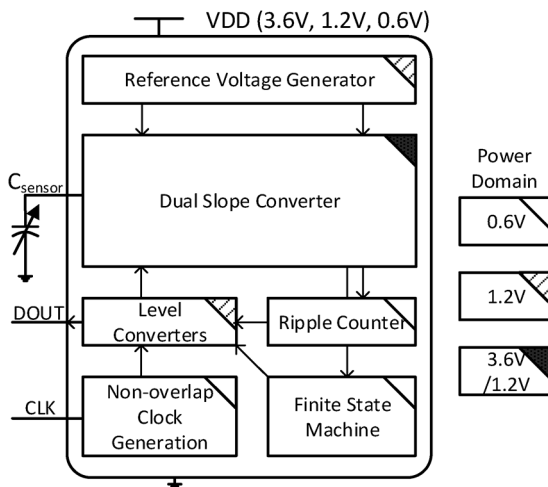 VDD (3.6V, 1.2V, 0.6V)
Reference Voltage Generator
Csensor
Dual Slope Converter
DOUT
Level
Converters
Ripple Counter
CLK
Non-overlap
Clock
Generation
Finite State
Machine
Power
Domain
0.6V
1.2V
3.6V
/1.2V